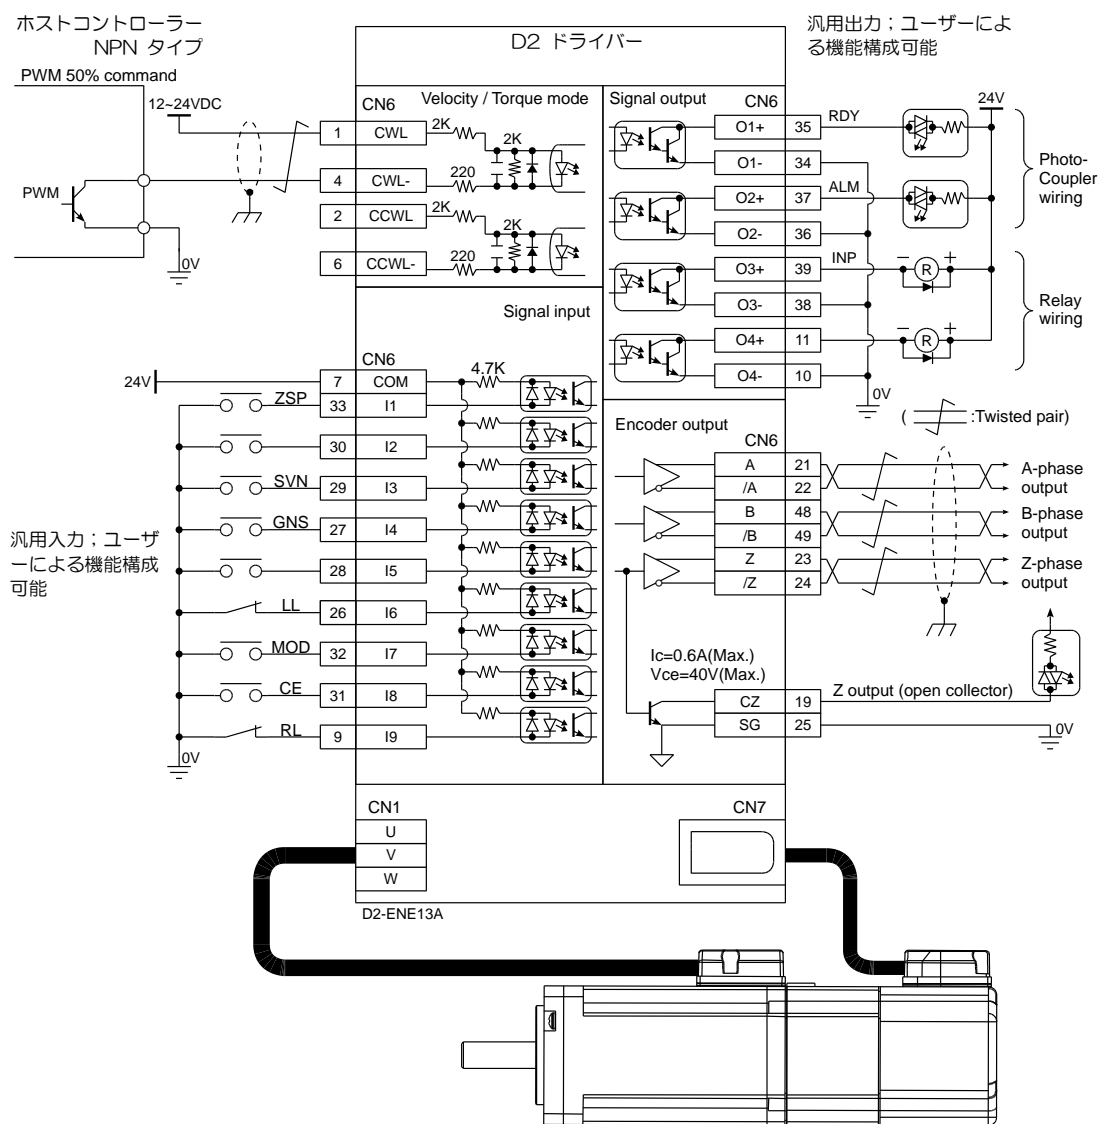 ホストコントローラー
NPN タイプ
PWM 50% command
12~24VDC
PWM
0V
D2 ドライバー
汎用出力；ユーザーによ
る機能構成可能
CN6
Velocity / Torque mode
1 CWL 2K
2K
4 CWL- 220
2 CCWL 2K
2K
6 CCWL- 220
Signal output
CN6
24V
O1+ 35 RDY
O1- 34
O2+ 37 ALM
O2- 36
O3+ 39 INP
R
O3- 38
O4+ 11
R
O4- 10
0V
Photo-
Coupler
wiring
Relay
wiring
Signal input
CN6
24V 7 COM 4.7K
ZSP 33 I1
30 I2
SVN 29 I3
GNS 27 I4
28 I5
LL 26 I6
MOD 32 I7
CE 31 I8
RL 9 I9
0V
汎用入力；ユーザ
ーによる機能構成
可能
( :Twisted pair)
Encoder output
CN6
A 21
/A 22
B 48
/B 49
Z 23
/Z 24
A-phase
output
B-phase
output
Z-phase
output
Ic=0.6A(Max.)
Vce=40V(Max.)
Z output (open collector)
CZ 19
SG 25
0V
CN1
U
V
W
CN7
D2-ENE13A